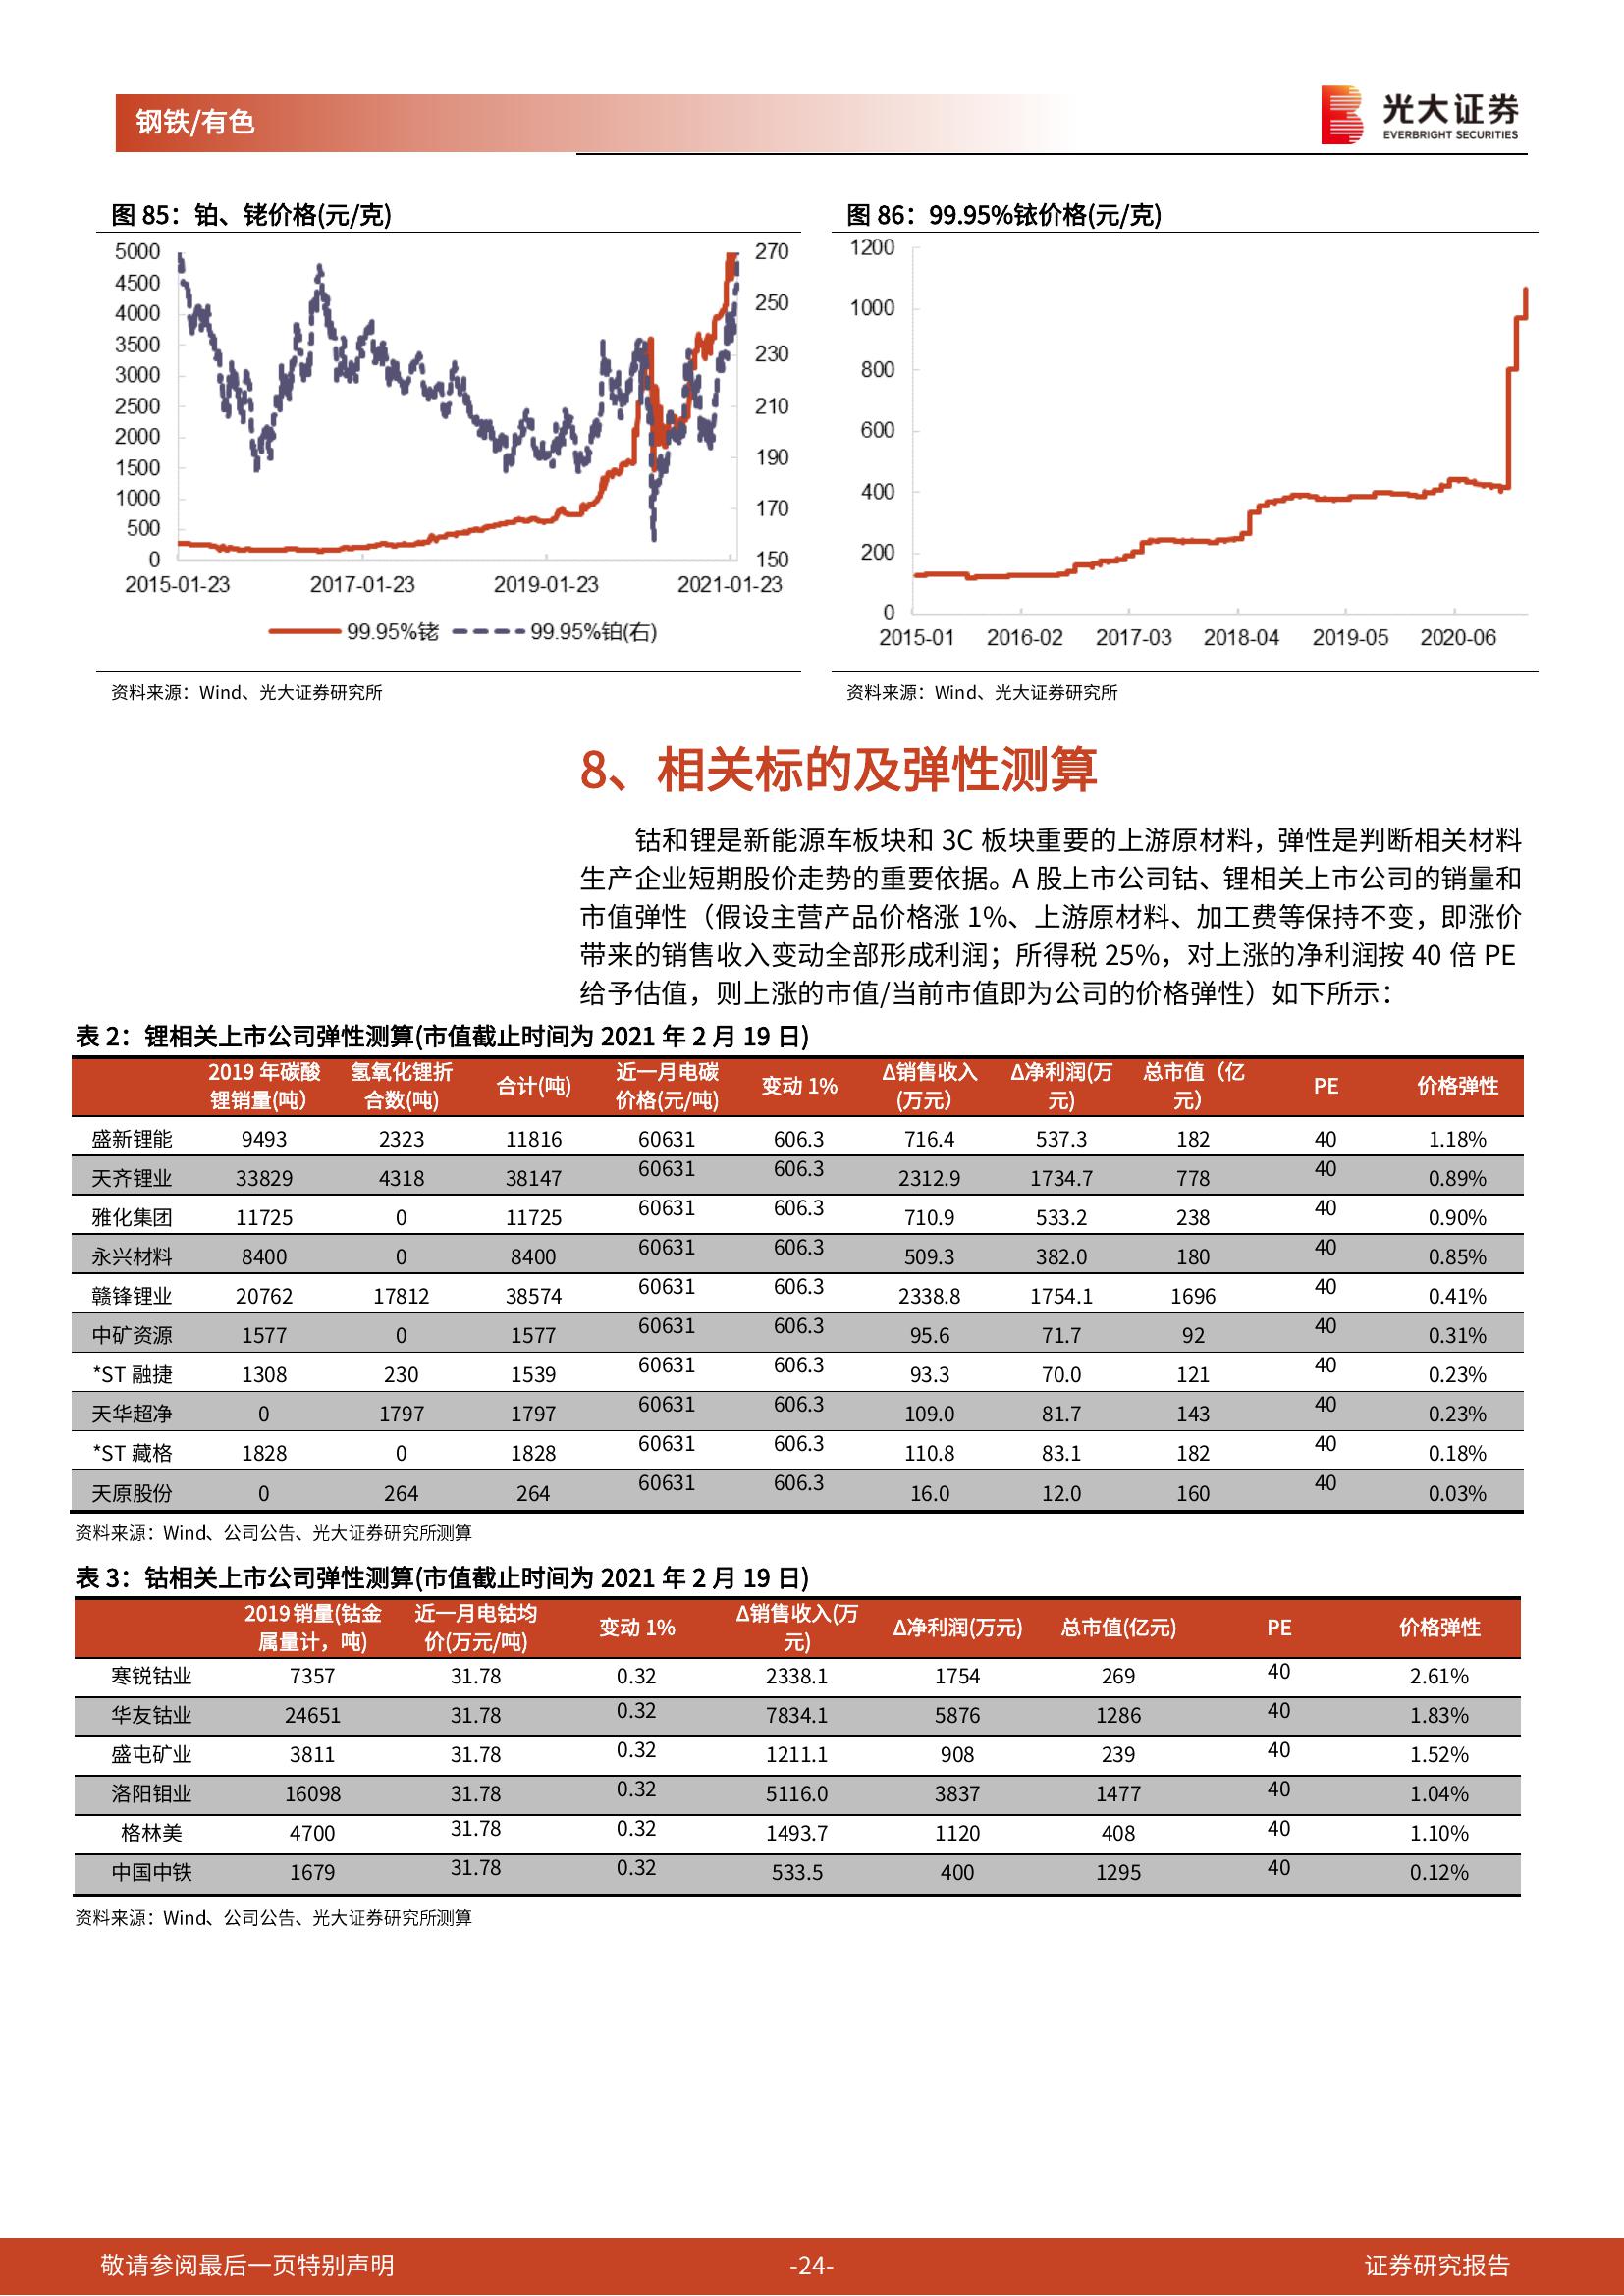 钢铁/有色
光大证券
EVERBRIGHT SECURITIES
图 85：铂、铑价格(元/克)
5000
4500
4000
3500
3000
2500
2000
1500
1000
500
0
270
250
230
210
190
170
150
2015-01-23 2017-01-23 2019-01-23 2021-01-23
99.95%铑 99.95%铂(右)
资料来源：Wind、光大证券研究所
图 86：99.95%铱价格(元/克)
1200
1000
800
600
400
200
0
2015-01 2016-02 2017-03 2018-04 2019-05 2020-06
资料来源：Wind、光大证券研究所
8、相关标的及弹性测算
钴和锂是新能源车板块和 3C 板块重要的上游原材料，弹性是判断相关材料
生产企业短期股价走势的重要依据。A 股上市公司钴、锂相关上市公司的销量和
市值弹性（假设主营产品价格涨 1%、上游原材料、加工费等保持不变，即涨价
带来的销售收入变动全部形成利润；所得税 25%，对上涨的净利润按 40 倍 PE
给予估值，则上涨的市值/当前市值即为公司的价格弹性）如下所示：
表 2：锂相关上市公司弹性测算(市值截止时间为 2021 年 2 月 19 日)
2019 年碳酸锂销量(吨） 氢氧化锂折合数(吨) 合计(吨) 近一月电碳价格(元/吨) 变动 1% Δ销售收入(万元） Δ净利润(万元) 总市值（亿元） PE 价格弹性
盛新锂能 9493 2323 11816 60631 606.3 716.4 537.3 182 40 1.18%
天齐锂业 33829 4318 38147 60631 606.3 2312.9 1734.7 778 40 0.89%
雅化集团 11725 0 11725 60631 606.3 710.9 533.2 238 40 0.90%
永兴材料 8400 0 8400 60631 606.3 509.3 382.0 180 40 0.85%
赣锋锂业 20762 17812 38574 60631 606.3 2338.8 1754.1 1696 40 0.41%
中矿资源 1577 0 1577 60631 606.3 95.6 71.7 92 40 0.31%
*ST 融捷 1308 230 1539 60631 606.3 93.3 70.0 121 40 0.23%
天华超净 0 1797 1797 60631 606.3 109.0 81.7 143 40 0.23%
*ST 藏格 1828 0 1828 60631 606.3 110.8 83.1 182 40 0.18%
天原股份 0 264 264 60631 606.3 16.0 12.0 160 40 0.03%
资料来源：Wind、公司公告、光大证券研究所测算
表 3：钴相关上市公司弹性测算(市值截止时间为 2021 年 2 月 19 日)
2019销量(钴金属量计，吨) 近一月电钴均价(万元/吨) 变动 1% Δ销售收入(万元) Δ净利润(万元) 总市值(亿元) PE 价格弹性
寒锐钴业 7357 31.78 0.32 2338.1 1754 269 40 2.61%
华友钴业 24651 31.78 0.32 7834.1 5876 1286 40 1.83%
盛屯矿业 3811 31.78 0.32 1211.1 908 239 40 1.52%
洛阳钼业 16098 31.78 0.32 5116.0 3837 1477 40 1.04%
格林美 4700 31.78 0.32 1493.7 1120 408 40 1.10%
中国中铁 1679 31.78 0.32 533.5 400 1295 40 0.12%
资料来源：Wind、公司公告、光大证券研究所测算
敬请参阅最后一页特别声明 -24- 证券研究报告